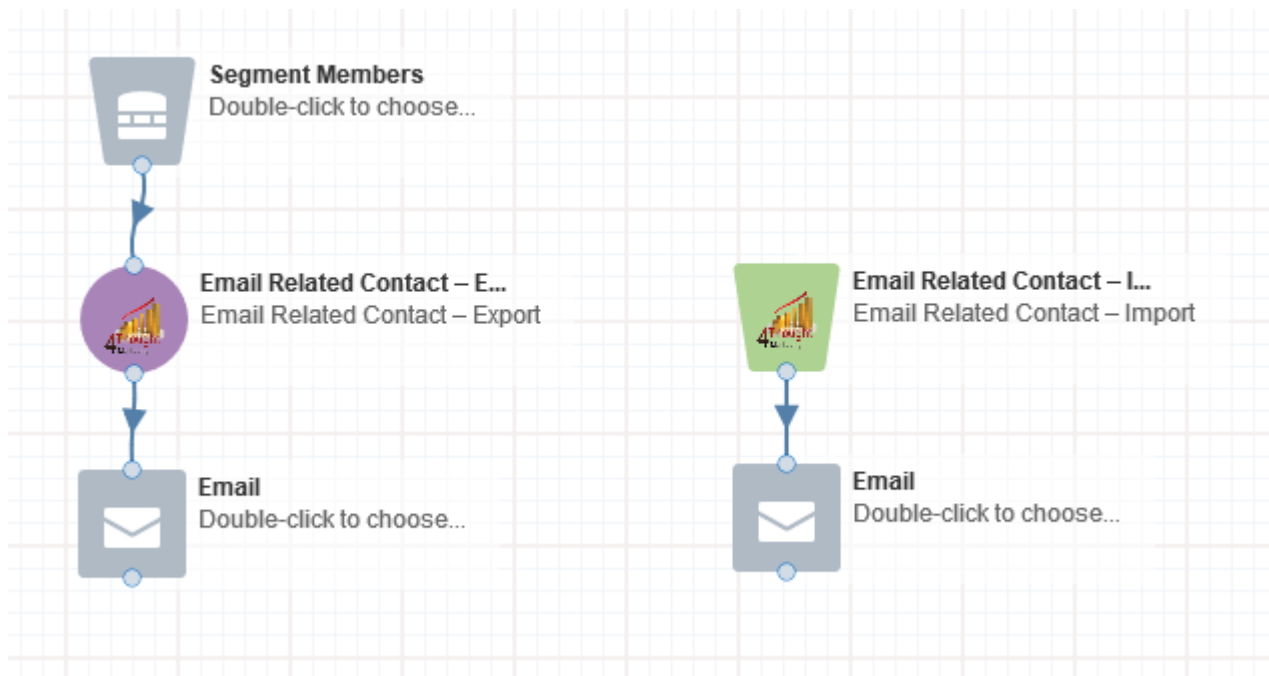 Segment Members
Double-click to choose...
Email Related Contact – E...
Email Related Contact – Export
Email
Double-click to choose...
Email Related Contact – I...
Email Related Contact – Import
Email
Double-click to choose...